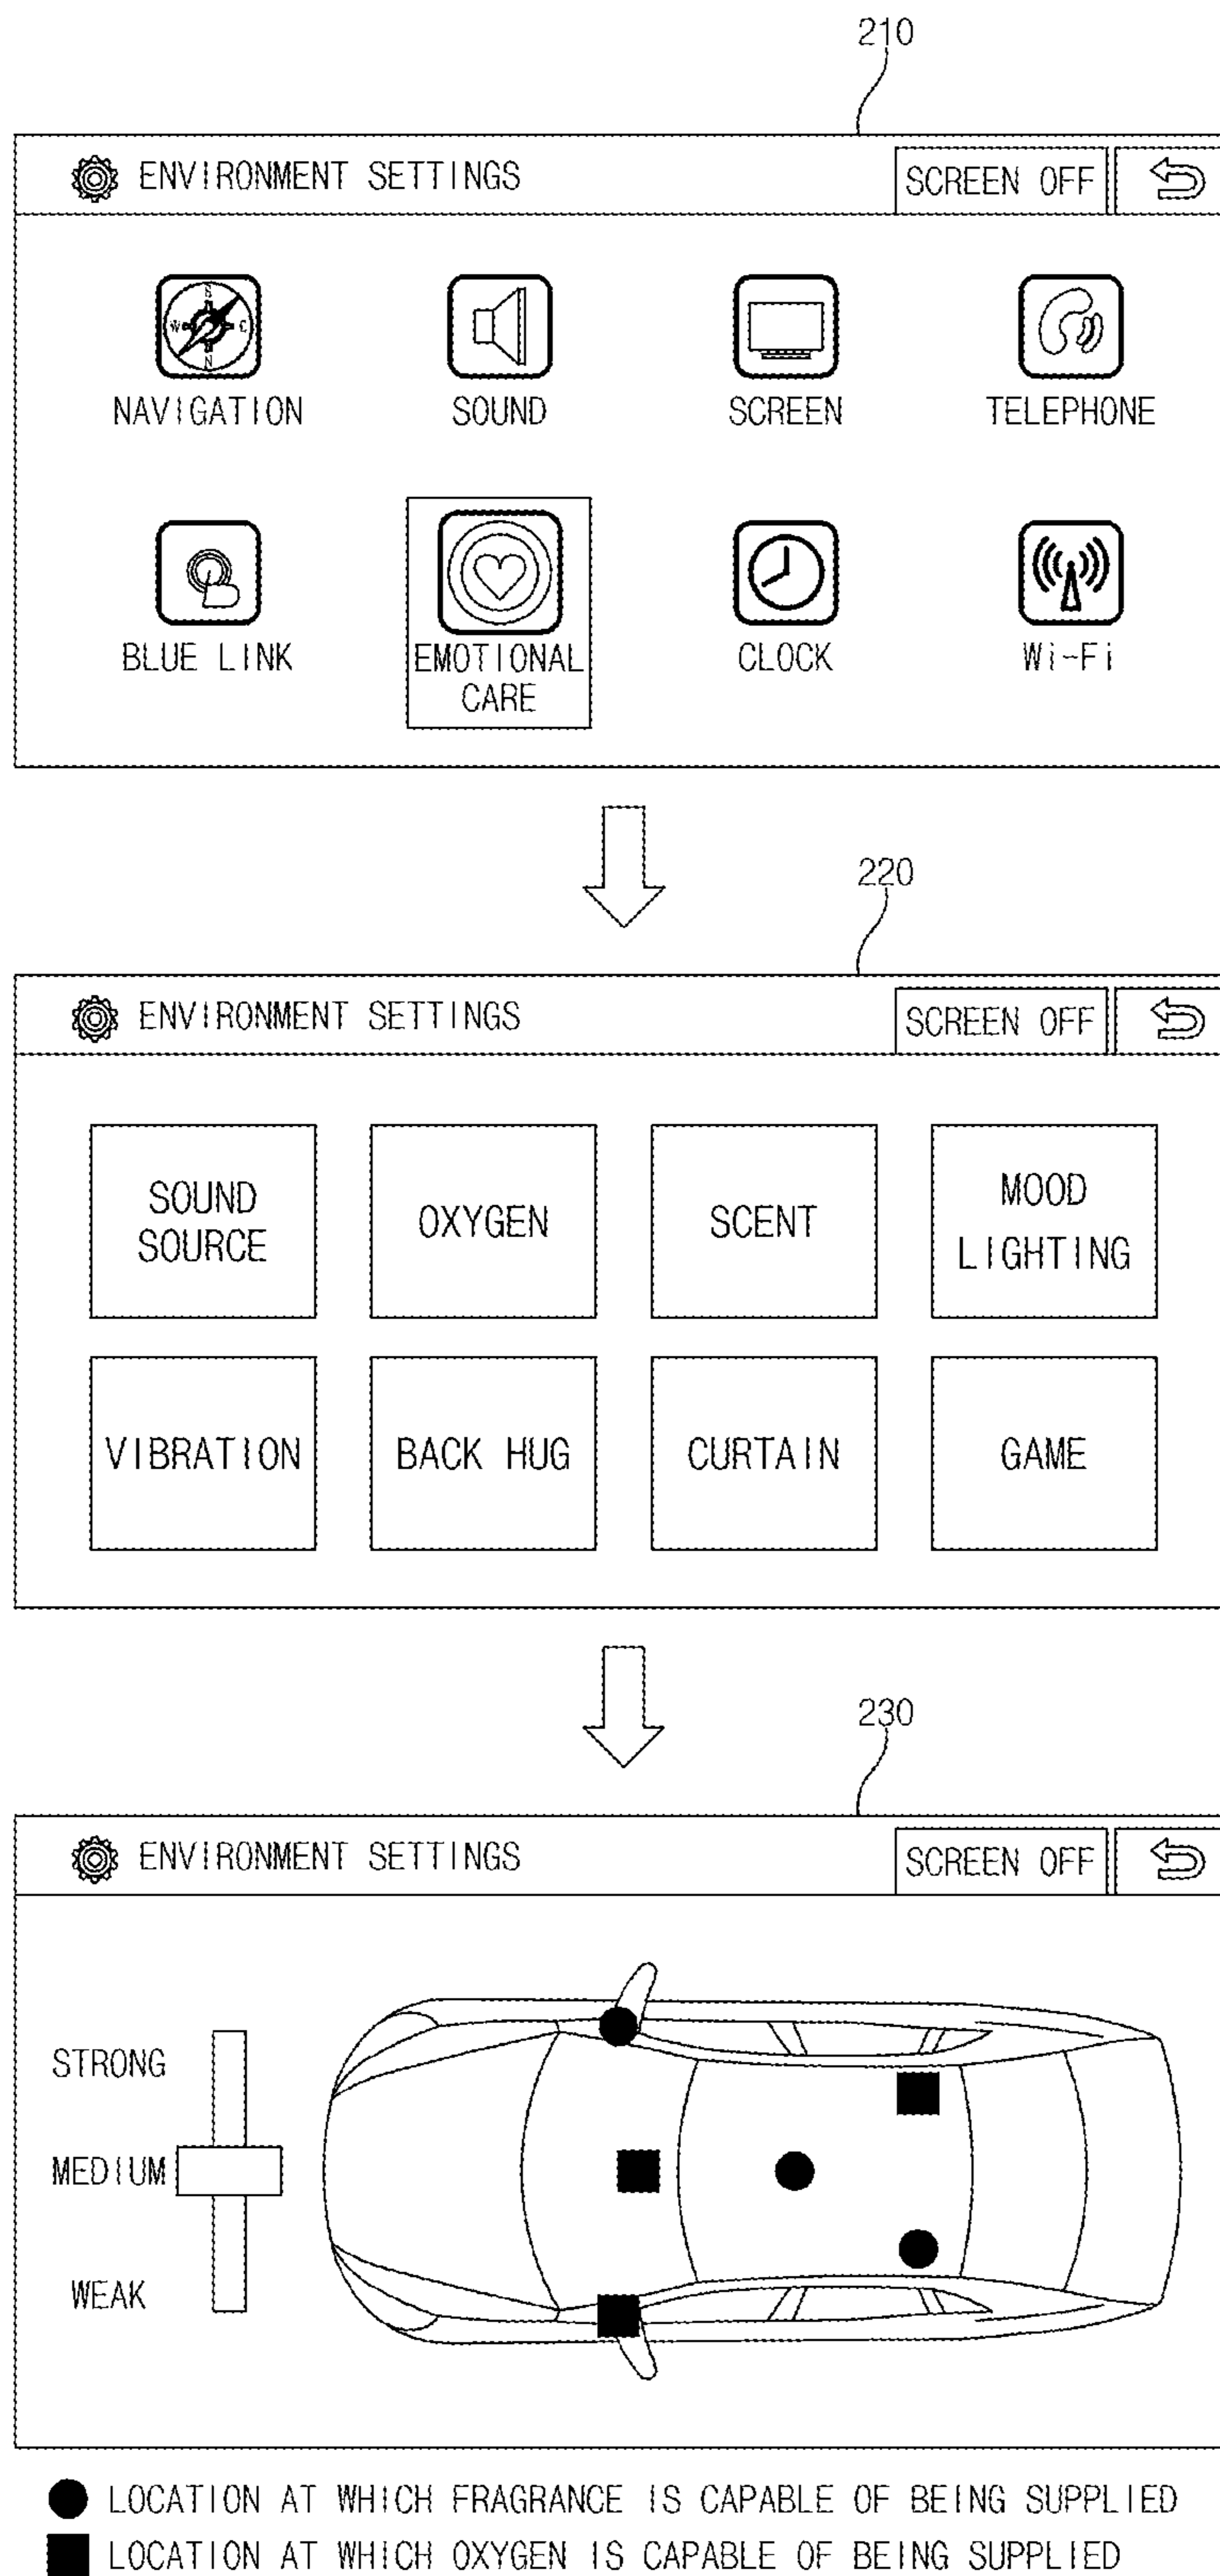 210
ENVIRONMENT SETTINGS SCREEN OFF
NAVIGATION SOUND SCREEN TELEPHONE
BLUE LINK EMOTIONAL CARE CLOCK Wi-Fi
220
ENVIRONMENT SETTINGS SCREEN OFF
SOUND SOURCE OXYGEN SCENT MOOD LIGHTING
VIBRATION BACK HUG CURTAIN GAME
230
ENVIRONMENT SETTINGS SCREEN OFF
STRONG
MEDIUM
WEAK
LOCATION AT WHICH FRAGRANCE IS CAPABLE OF BEING SUPPLIED
LOCATION AT WHICH OXYGEN IS CAPABLE OF BEING SUPPLIED